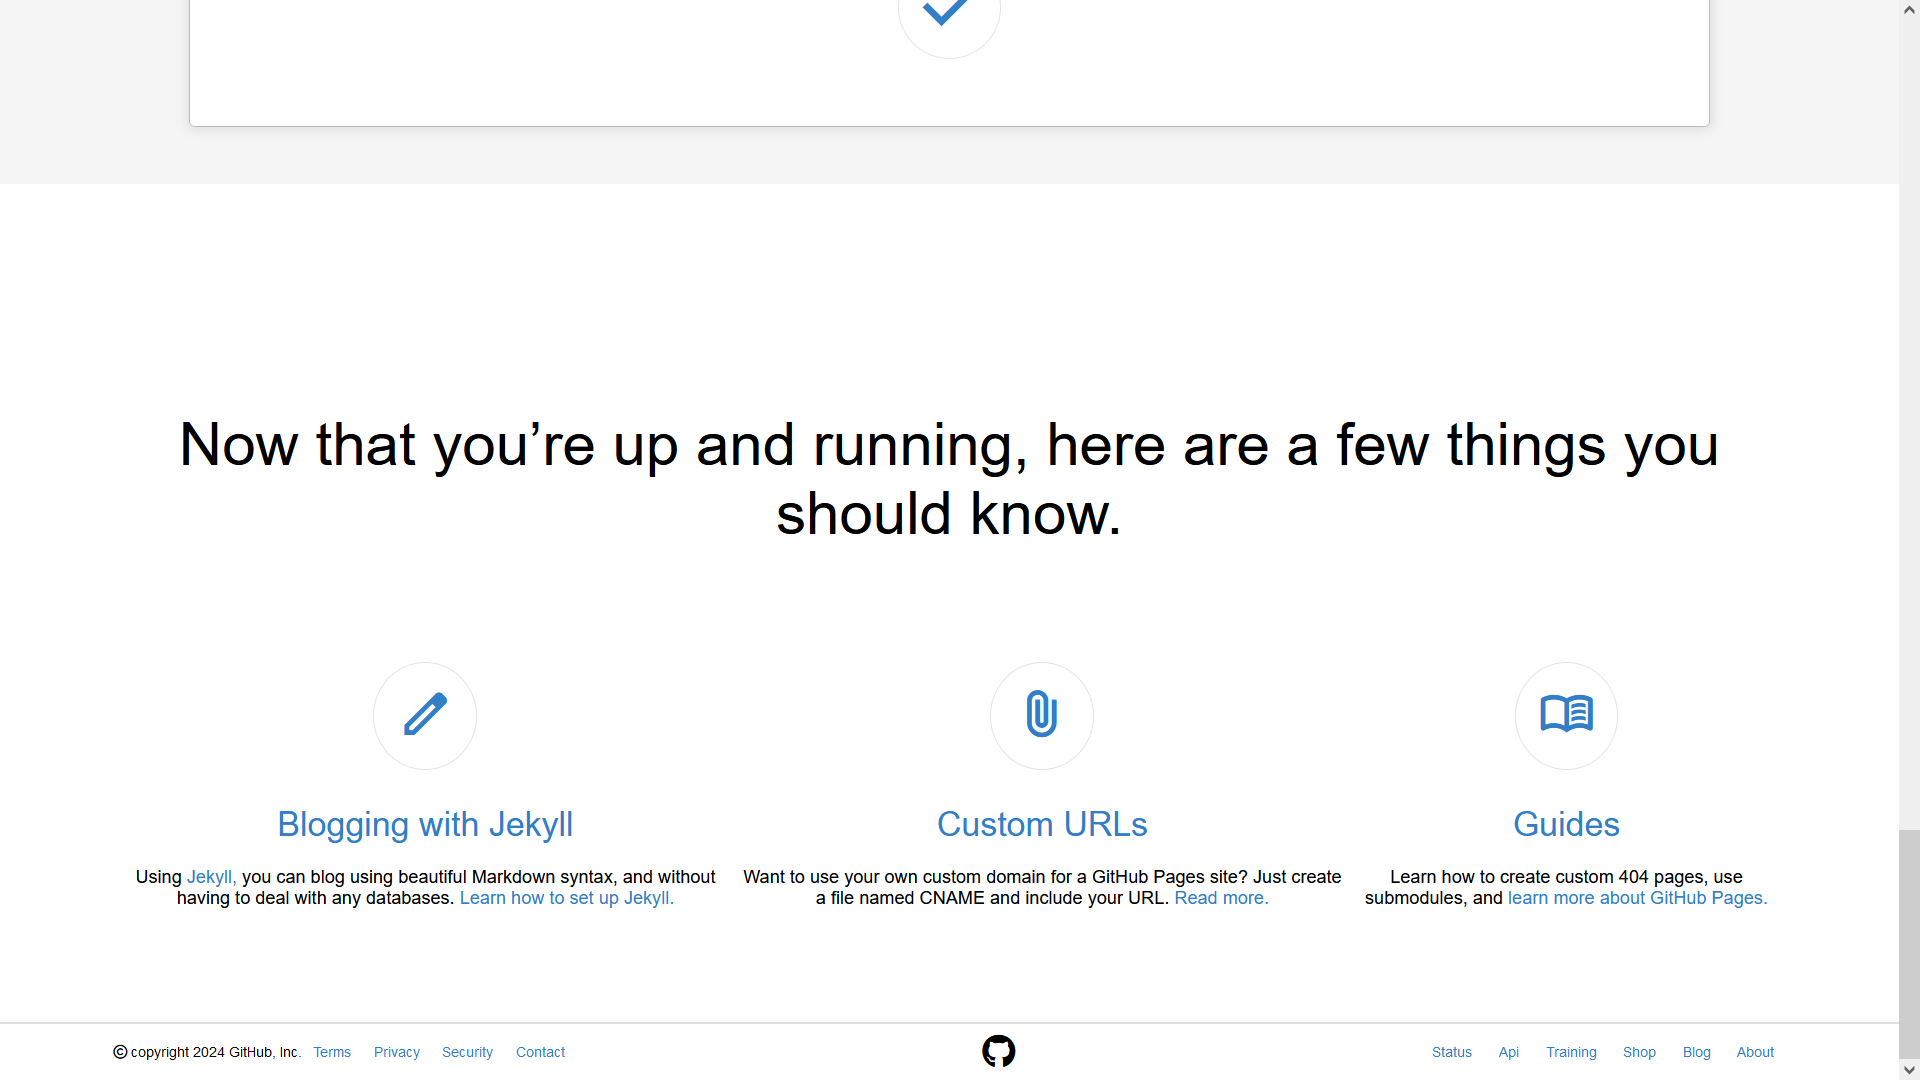 Now that you’re up and running, here are a few things you
should know.
Blogging with Jekyll
Using Jekyll, you can blog using beautiful Markdown syntax, and without
having to deal with any databases. Learn how to set up Jekyll.
Custom URLs
Want to use your own custom domain for a GitHub Pages site? Just create
a file named CNAME and include your URL. Read more.
Guides
Learn how to create custom 404 pages, use
submodules, and learn more about GitHub Pages.
© copyright 2024 GitHub, Inc. Terms Privacy Security Contact
Status Api Training Shop Blog About